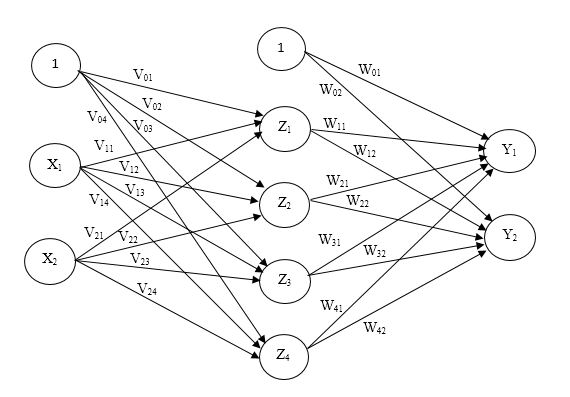 1
1
W₀₁
V₀₁
W₀₂
V₀₂
V₀₄
V₀₃
Z₁
W₁₁
V₁₁
W₁₂
Y₁
X₁
V₁₂
W₂₁
V₁₃
V₁₄
Z₂
W₂₂
V₂₁
V₂₂
W₃₁
Y₂
X₂
V₂₃
W₃₂
Z₃
V₂₄
W₄₁
W₄₂
Z₄